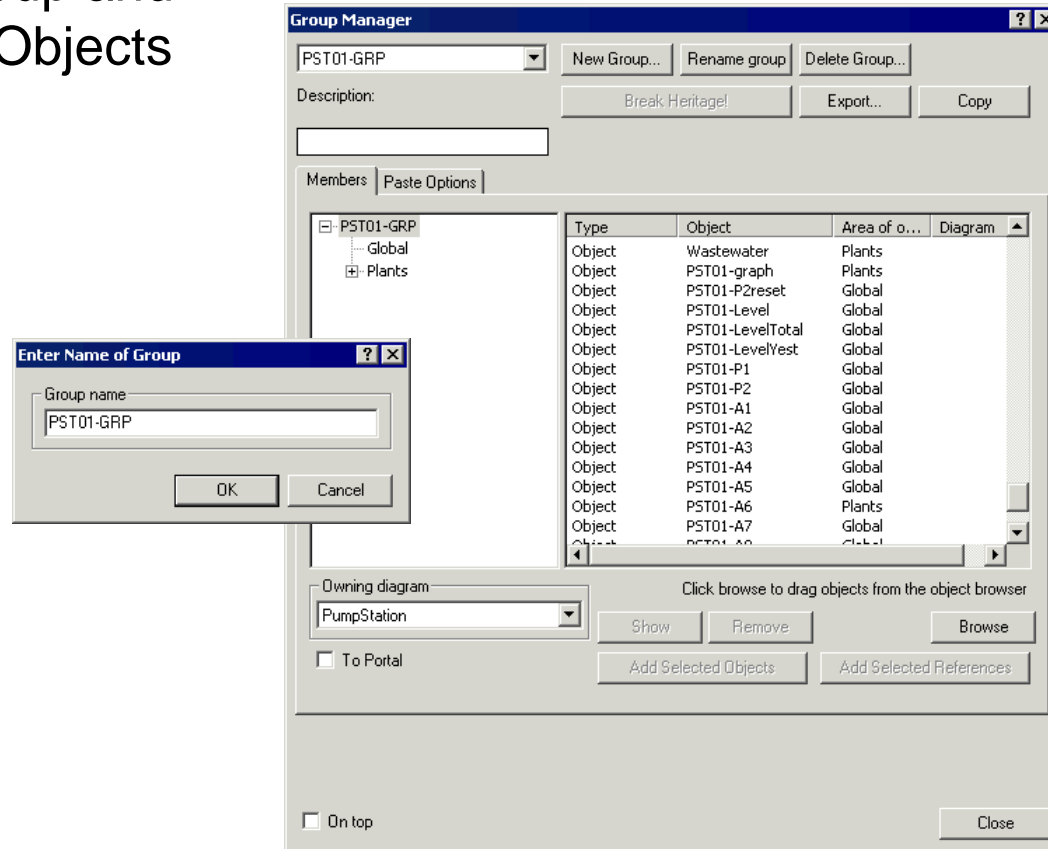 up and
Objects
Group Manager
PST01-GRP
New Group...
Rename group
Delete Group...
Description:
Break Heritage!
Export...
Copy
Members
Paste Options
PST01-GRP
Global
Plants
Type Object Area of o... Diagram
Object Wastewater Plants
Object PST01-graph Plants
Object PST01-P2reset Global
Object PST01-Level Global
Object PST01-LevelTotal Global
Object PST01-LevelYest Global
Object PST01-P1 Global
Object PST01-P2 Global
Object PST01-A1 Global
Object PST01-A2 Global
Object PST01-A3 Global
Object PST01-A4 Global
Object PST01-A5 Global
Object PST01-A6 Plants
Object PST01-A7 Global
Enter Name of Group
Group name
PST01-GRP
OK
Cancel
Owning diagram
PumpStation
Click browse to drag objects from the object browser
Show
Remove
Browse
To Portal
Add Selected Objects
Add Selected References
On top
Close